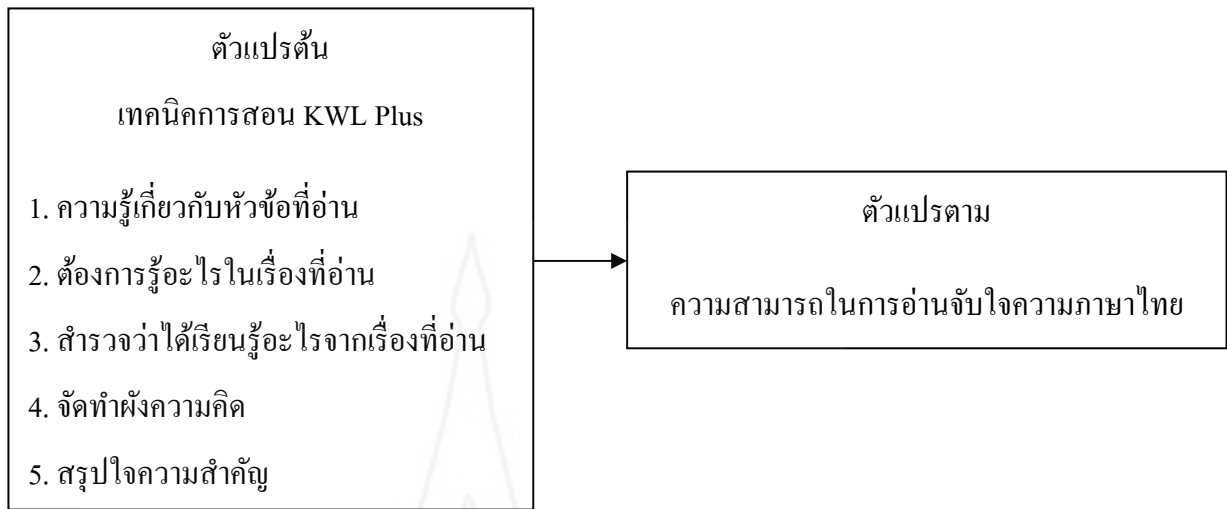 ตัวแปรต้น
เทคนิคการสอน KWL Plus
1. ความรู้เกี่ยวกับหัวข้อที่อ่าน
2. ต้องการรู้อะไรในเรื่องที่อ่าน
3. สำรวจว่าได้เรียนรู้อะไรจากเรื่องที่อ่าน
4. จัดทำผังความคิด
5. สรุปใจความสำคัญ
ตัวแปรตาม
ความสามารถในการอ่านจับใจความภาษาไทย